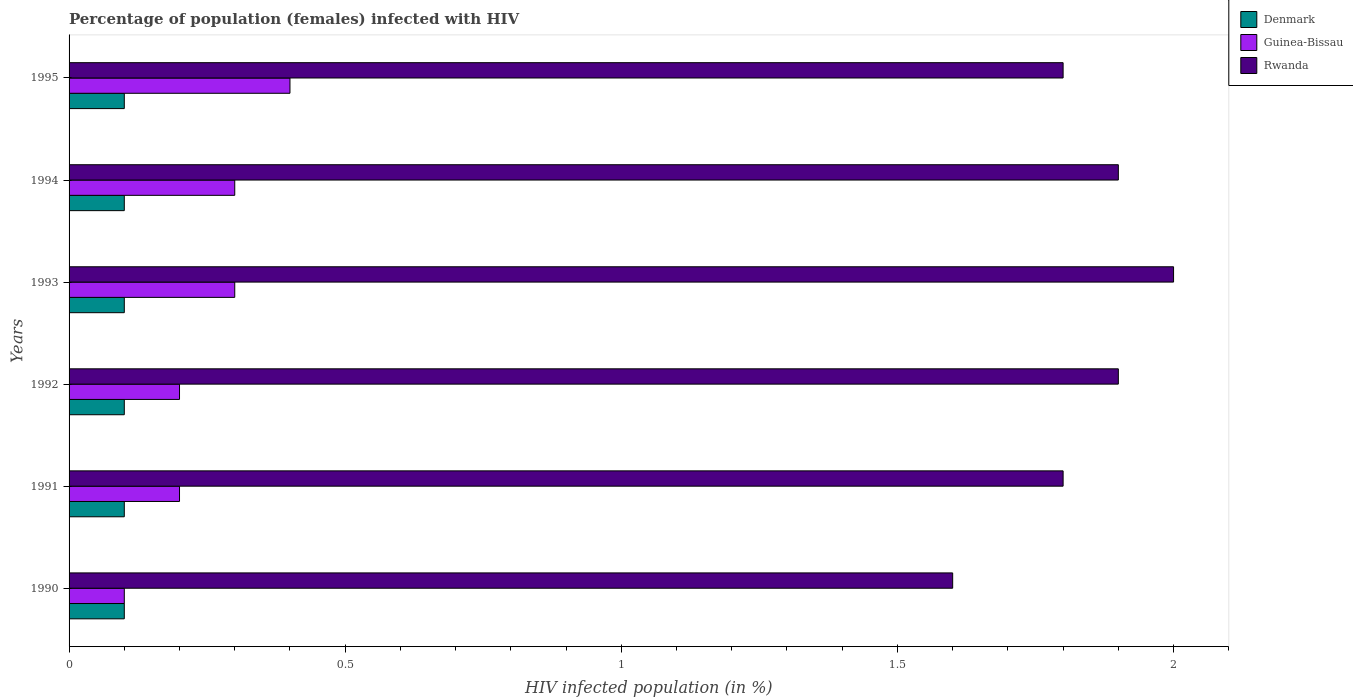 Percentage of population (females) infected with HIV
Denmark
Guinea-Bissau
Rwanda
Years
1995
1994
1993
1992
1991
1990
0
0.5
1
1.5
2
HIV infected population (in %)